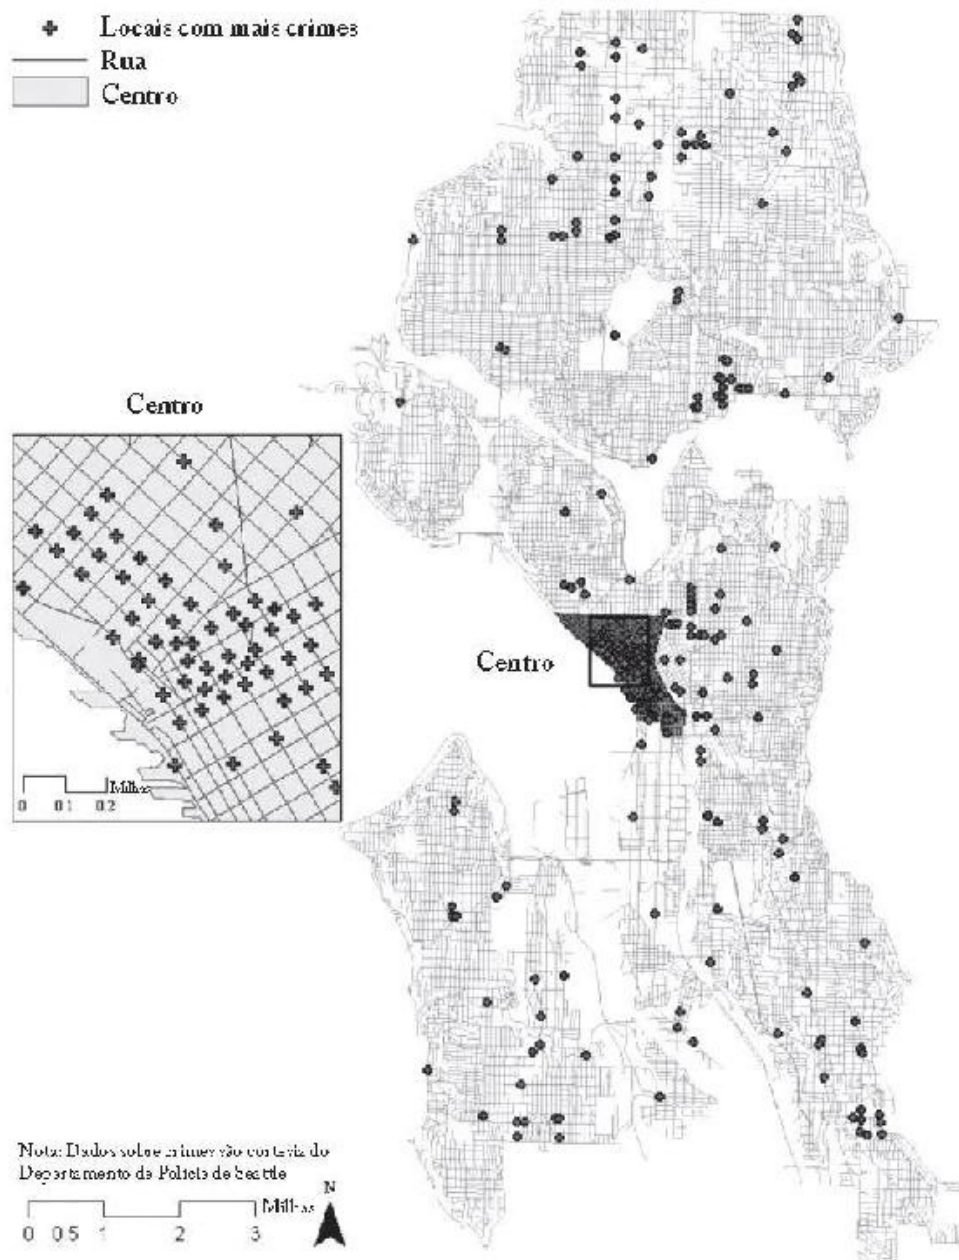 Locais com mais crimes
Rua
Centro
Centro
Centro
0 0.1 0.2 Milhas
Nota: Dados sobre crimes são cortesia do
Departamento de Polícia de Seattle
N
Milhas
0 0.5 1 2 3